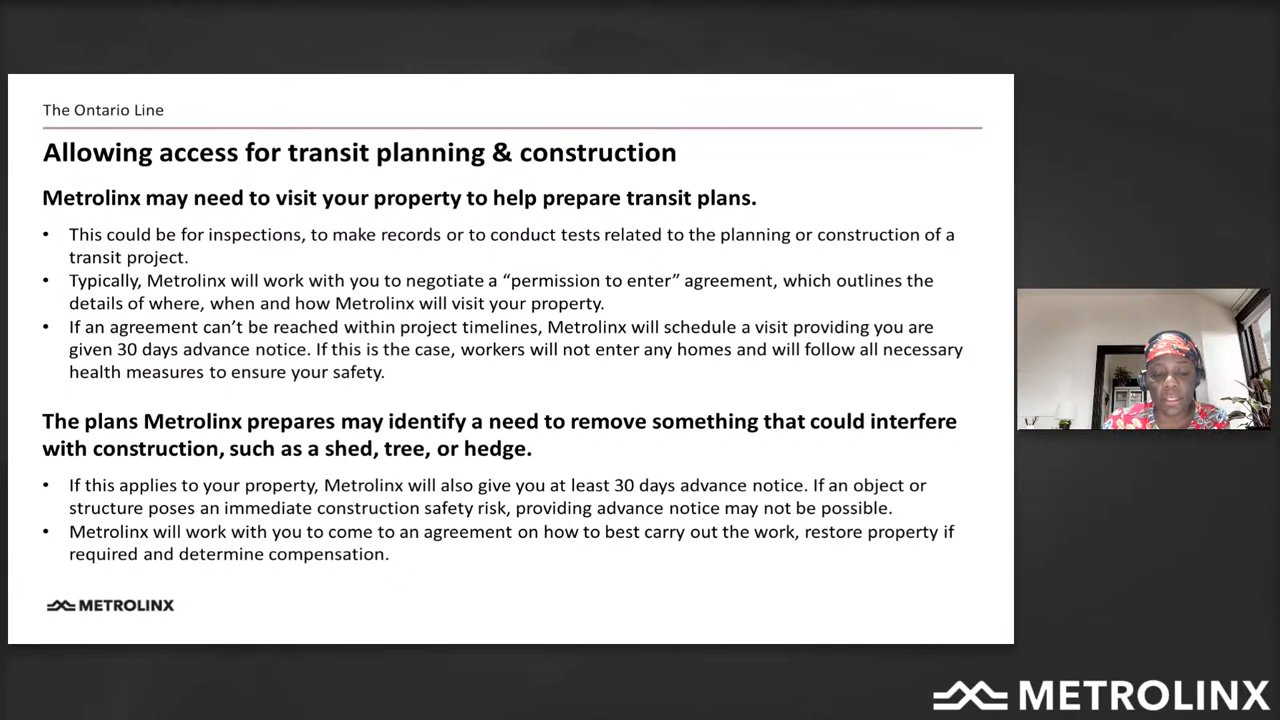 The Ontario Line
Allowing access for transit planning & construction
Metrolinx may need to visit your property to help prepare transit plans.
• This could be for inspections, to make records or to conduct tests related to the planning or construction of a
transit project.
• Typically, Metrolinx will work with you to negotiate a “permission to enter” agreement, which outlines the
details of where, when and how Metrolinx will visit your property.
• If an agreement can’t be reached within project timelines, Metrolinx will schedule a visit providing you are
given 30 days advance notice. If this is the case, workers will not enter any homes and will follow all necessary
health measures to ensure your safety.
The plans Metrolinx prepares may identify a need to remove something that could interfere
with construction, such as a shed, tree, or hedge.
• If this applies to your property, Metrolinx will also give you at least 30 days advance notice. If an object or
structure poses an immediate construction safety risk, providing advance notice may not be possible.
• Metrolinx will work with you to come to an agreement on how to best carry out the work, restore property if
required and determine compensation.
METROLINX
METROLINX